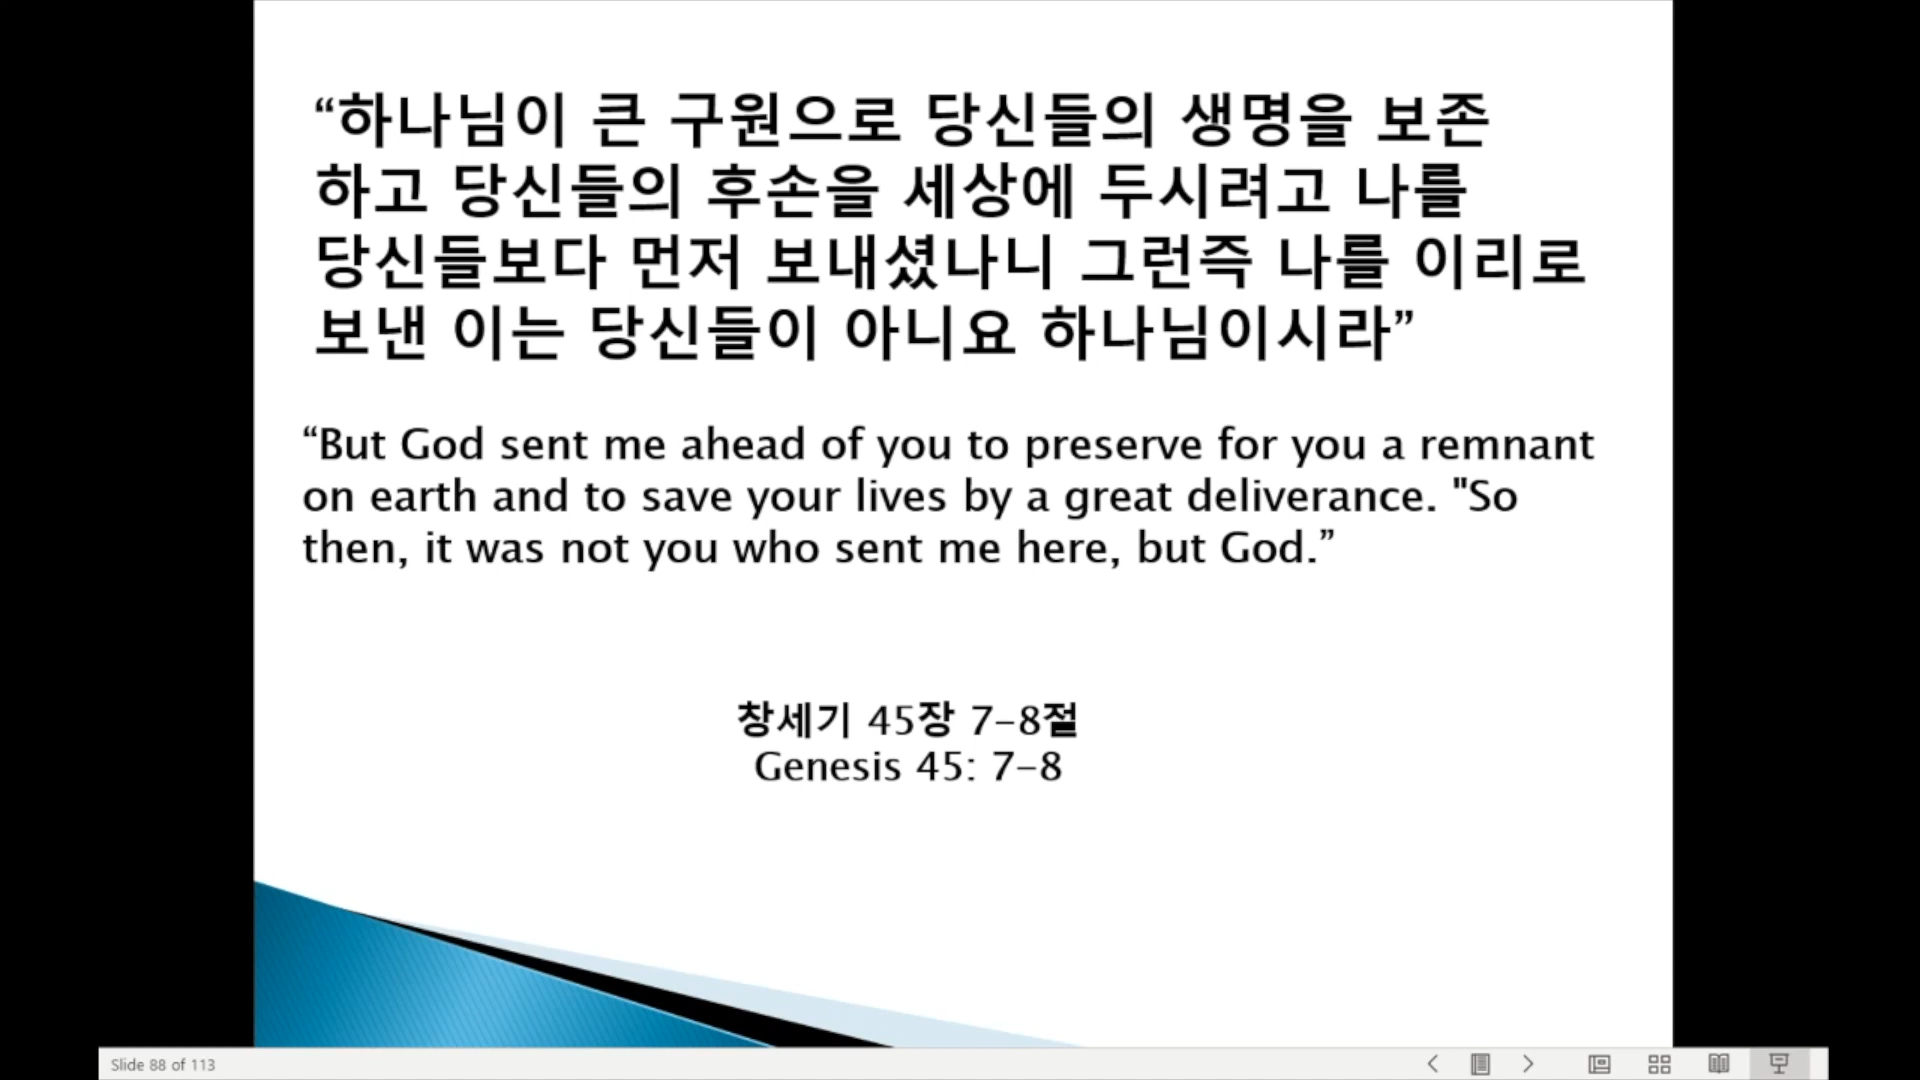 “하나님이 큰 구원으로 당신들의 생명을 보존
하고 당신들의 후손을 세상에 두시려고 나를
당신들보다 먼저 보내셨나니 그런즉 나를 이리로
보낸 이는 당신들이 아니요 하나님이시라”
“But God sent me ahead of you to preserve for you a remnant
on earth and to save your lives by a great deliverance. "So
then, it was not you who sent me here, but God.”
창세기 45장 7-8절
Genesis 45: 7-8
Slide 88 of 113